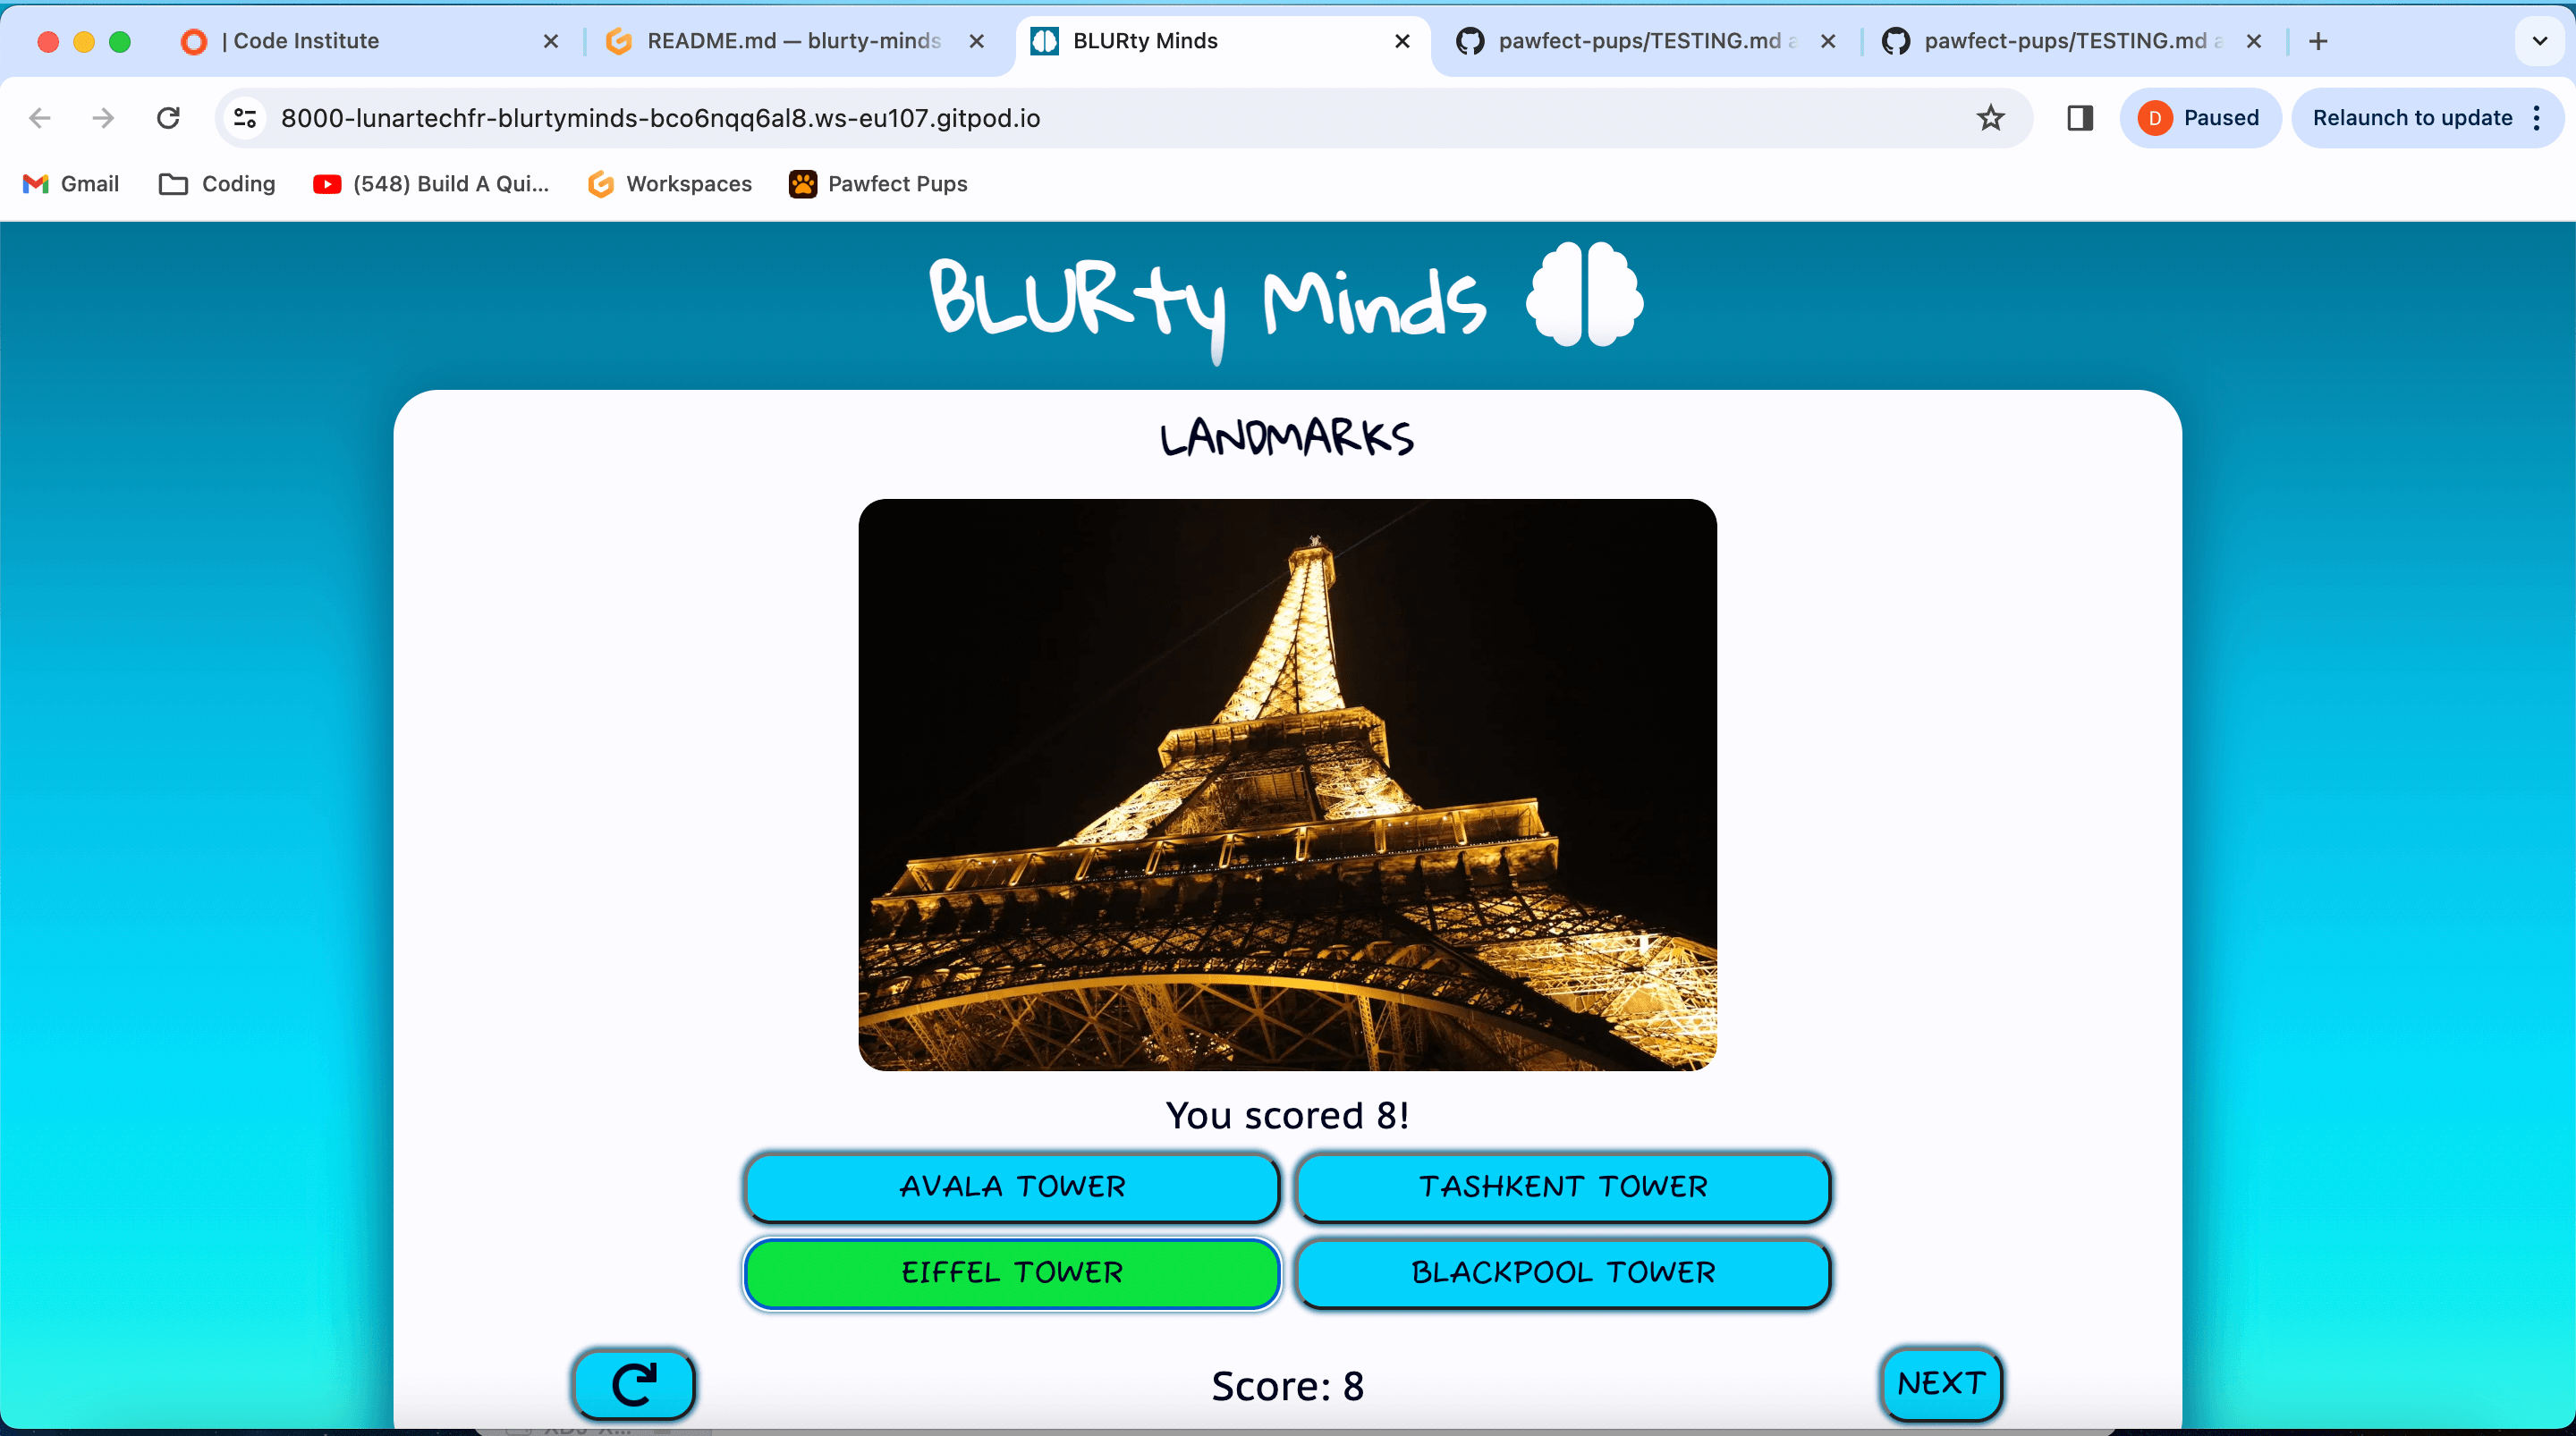 | Code Institute
README.md — blurty-minds
BLURty Minds
pawfect-pups/TESTING.md a
pawfect-pups/TESTING.md a
8000-lunartechfr-blurtyminds-bco6nqq6al8.ws-eu107.gitpod.io
D Paused
Relaunch to update
Gmail
Coding
(548) Build A Qui...
Workspaces
Pawfect Pups
BLURty Minds
LANDMARKS
You scored 8!
AVALA TOWER
TASHKENT TOWER
EIFFEL TOWER
BLACKPOOL TOWER
Score: 8
NEXT